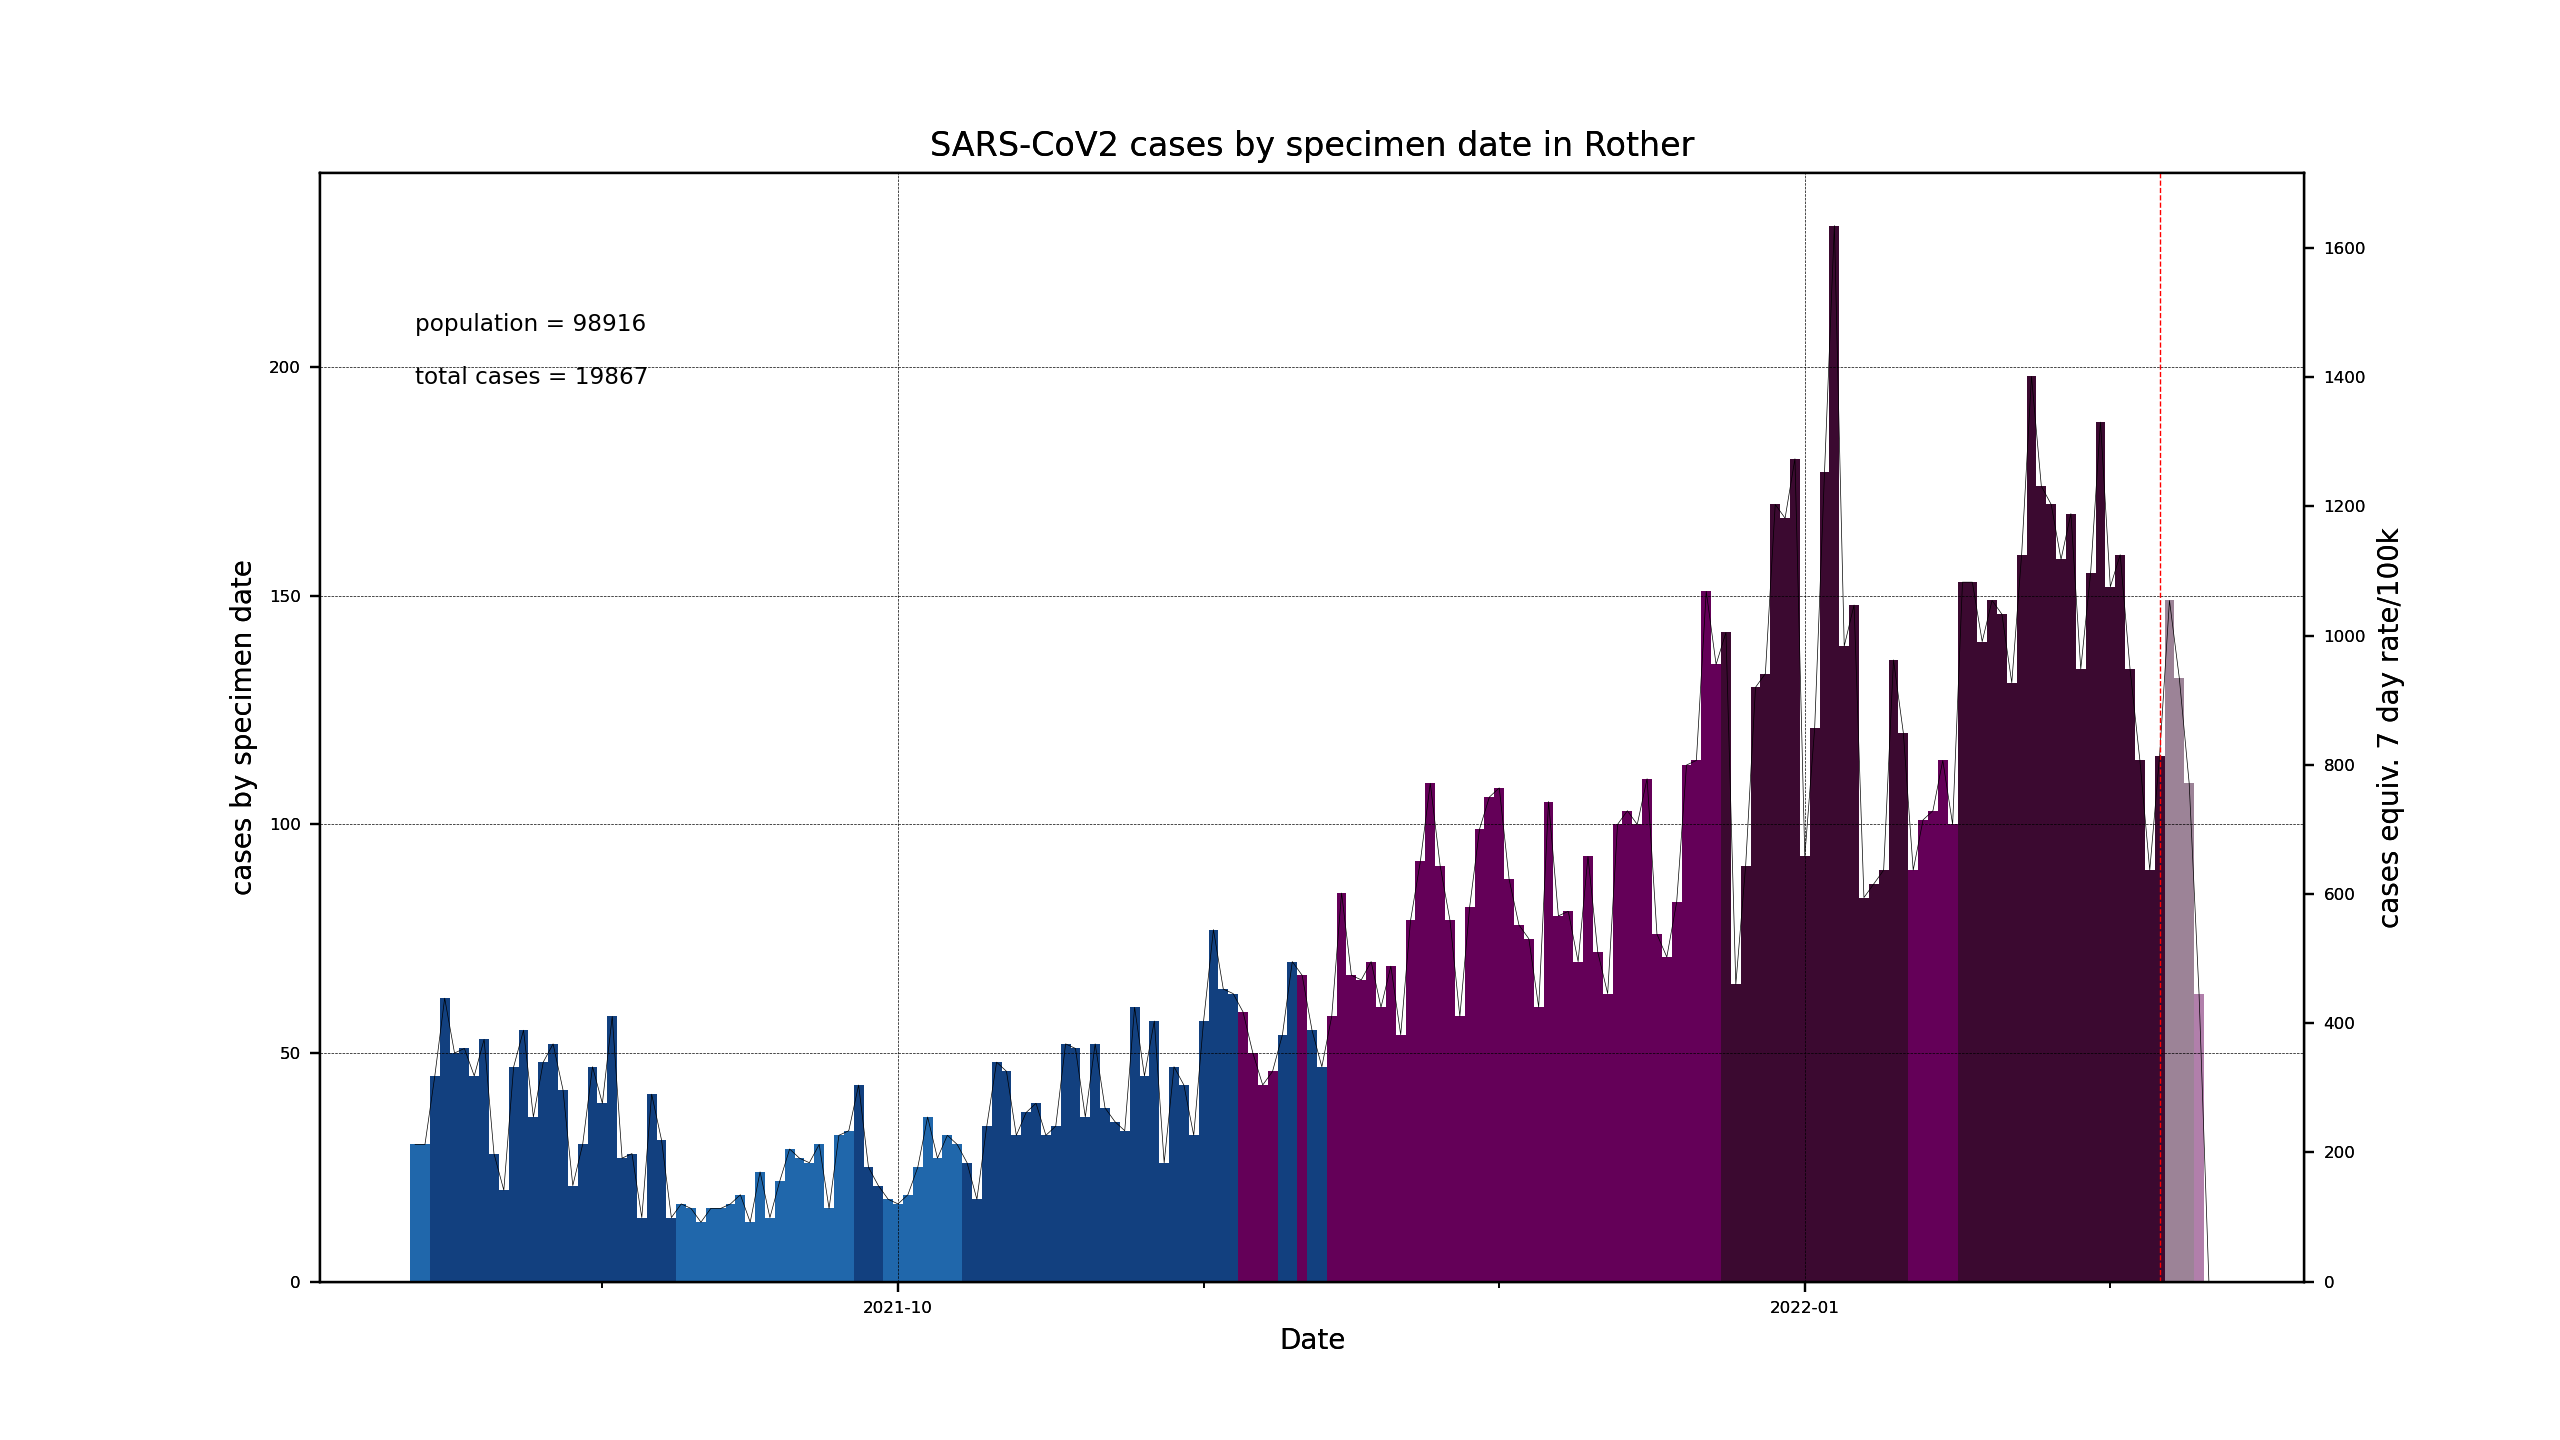 SARS-CoV2 cases by specimen date in Rother
population = 98916
total cases = 19867
cases by specimen date
200
150
100
50
0
1600
1400
1200
1000
800
600
400
200
0
cases equiv. 7 day rate/100k
2021-10
2022-01
Date